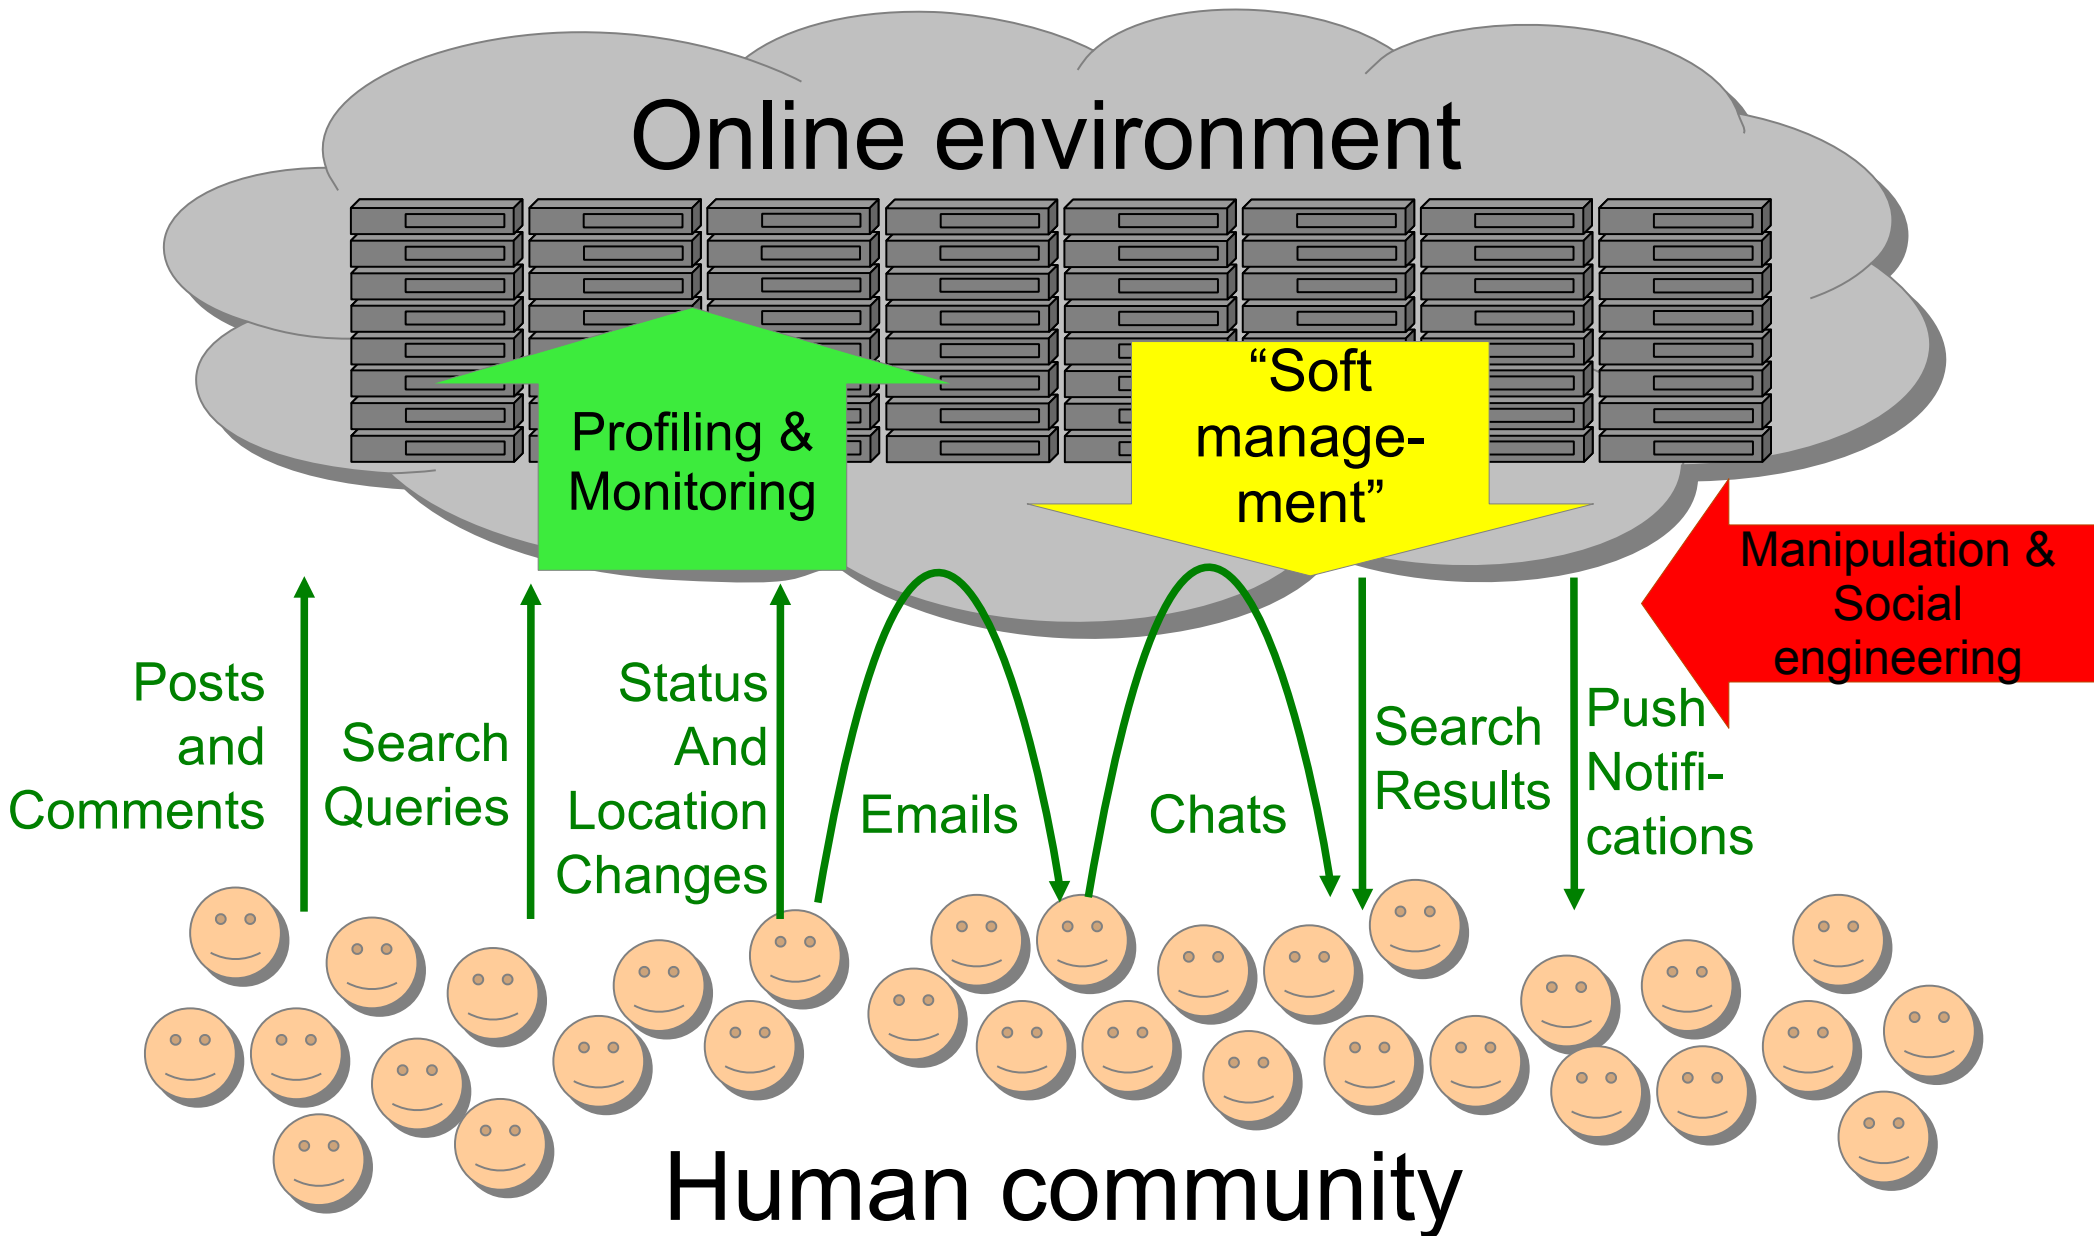 Online environment
Profiling &
Monitoring
“Soft
manage-
ment”
Manipulation &
Social
engineering
Posts
and
Comments
Search
Queries
Status
And
Location
Changes
Emails
Chats
Search
Results
Push
Notifi-
cations
Human community